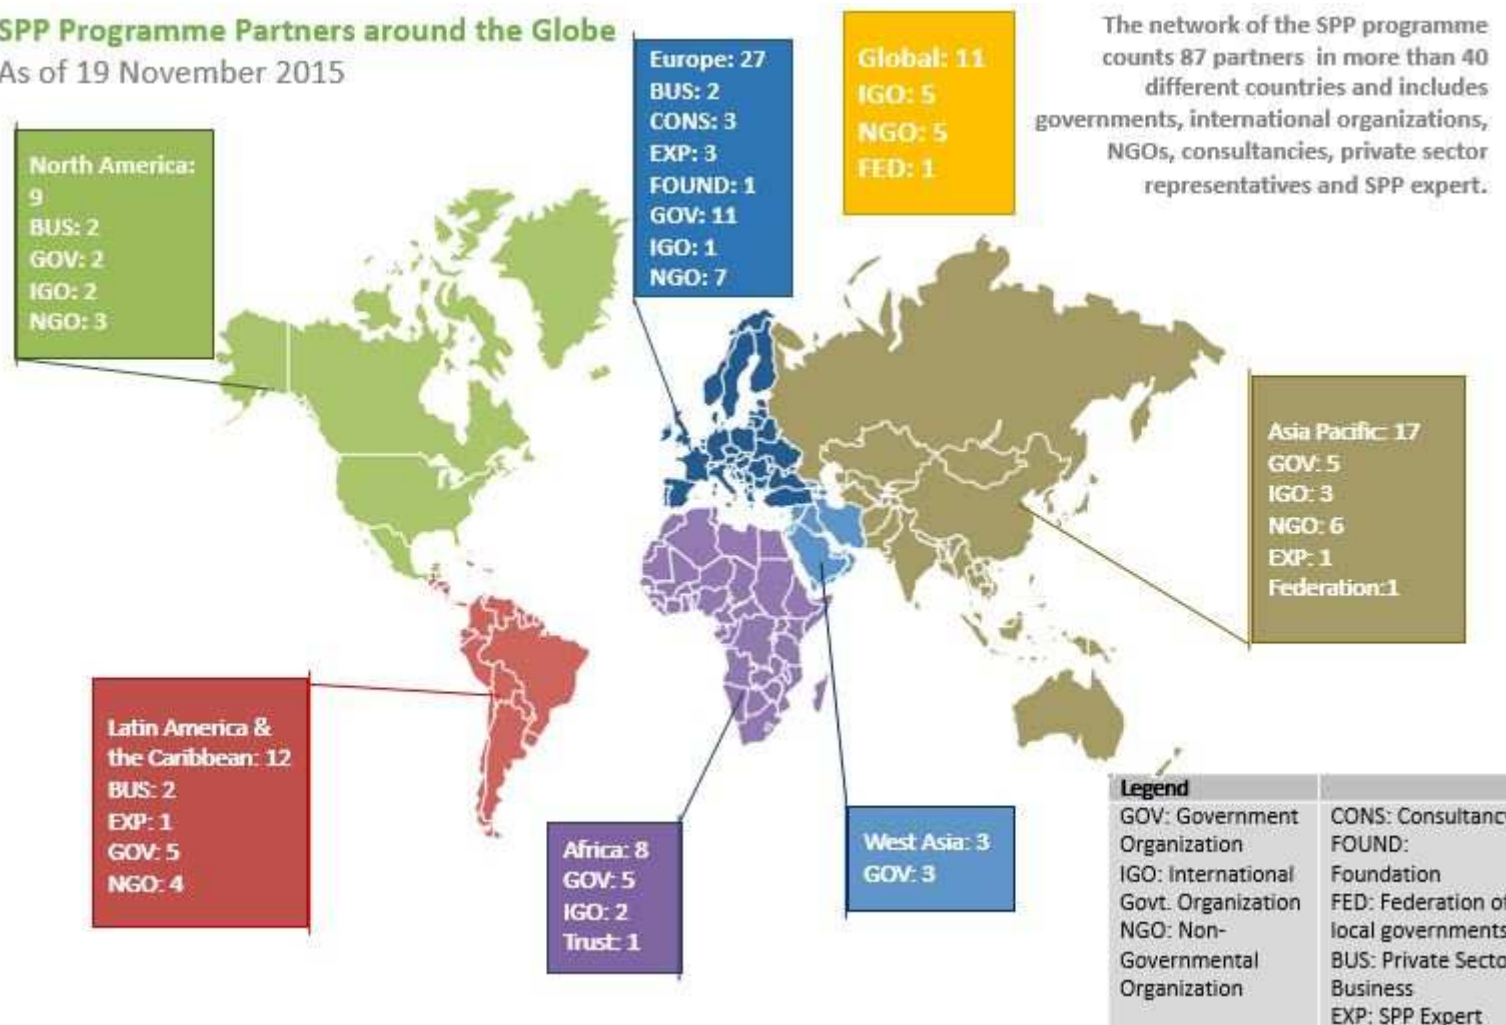 SPP Programme Partners around the Globe
As of 19 November 2015
The network of the SPP programme
counts 87 partners in more than 40
different countries and includes
governments, international organizations,
NGOs, consultancies, private sector
representatives and SPP expert.
North America:
9
BUS: 2
GOV: 2
IGO: 2
NGO: 3
Europe: 27
BUS: 2
CONS: 3
EXP: 3
FOUND: 1
GOV: 11
IGO: 1
NGO: 7
Global: 11
IGO: 5
NGO: 5
FED: 1
Asia Pacific: 17
GOV: 5
IGO: 3
NGO: 6
EXP: 1
Federation:1
Latin America &
the Caribbean: 12
BUS: 2
EXP: 1
GOV: 5
NGO: 4
Africa: 8
GOV: 5
IGO: 2
Trust: 1
West Asia: 3
GOV: 3
Legend
GOV: Government
Organization
IGO: International
Govt. Organization
NGO: Non-
Governmental
Organization
CONS: Consultancy
FOUND:
Foundation
FED: Federation of
local governments
BUS: Private Secto
Business
EXP: SPP Expert